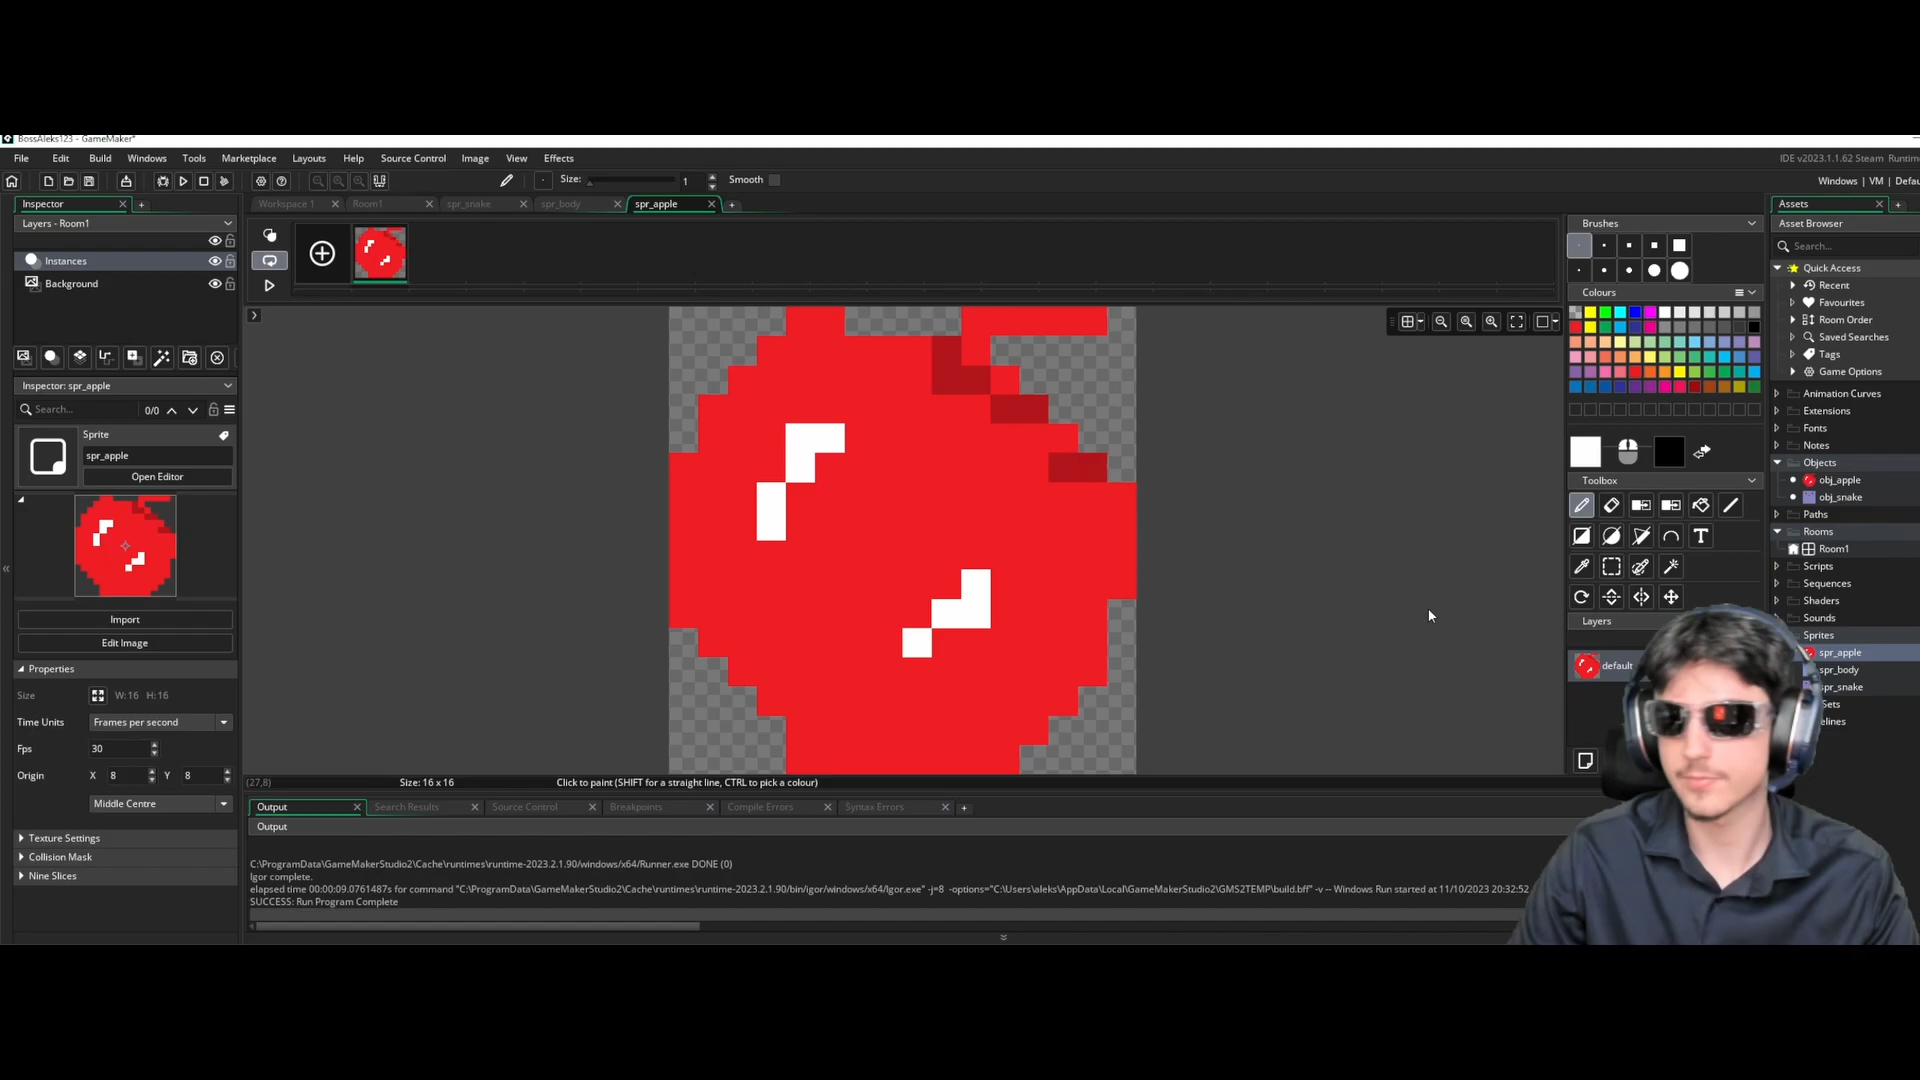 BossAleks123 - GameMaker*
File Edit Build Windows Tools Marketplace Layouts Help Source Control Image View Effects
IDE v2023.1.1.62 Steam Runtime
Size: 1 Smooth
Windows | VM | Defau
Inspector
Workspace 1 Room1 spr_snake spr_body spr_apple
Assets
Layers - Room1
Brushes
Asset Browser
Search...
Instances
Quick Access
Background
Recent
Colours
Favourites
Room Order
Saved Searches
Tags
Game Options
Inspector: spr_apple
Animation Curves
Search... 0/0
Extensions
Fonts
Sprite
Notes
spr_apple
Objects
Open Editor
Toolbox
obj_apple
obj_snake
Paths
Rooms
Room1
Scripts
Sequences
Shaders
Import
Sounds
Layers
Edit Image
Sprites
spr_apple
default
Properties
spr_body
spr_snake
Size W: 16 H: 16
Sets
Time Units Frames per second
elines
Fps 30
Origin X 8 Y 8
(27,8) Size: 16 x 16 Click to paint (SHIFT for a straight line, CTRL to pick a colour)
Middle Centre
Output Search Results Source Control Breakpoints Compile Errors Syntax Errors
Output
Texture Settings
Collision Mask
Nine Slices
C:\ProgramData\GameMakerStudio2\Cache\runtimes\runtime-2023.2.1.90/windows/x64/Runner.exe DONE (0)
Igor complete.
elapsed time 00:00:09.0761487s for command "C:\ProgramData\GameMakerStudio2\Cache\runtimes\runtime-2023.2.1.90/bin/igor/windows/x64/Igor.exe" -j=8 -options="C:\Users\aleks\AppData\Local\GameMakerStudio2\GMS2TEMP\build.bff" -v -- Windows Run started at 11/10/2023 20:32:52
SUCCESS: Run Program Complete